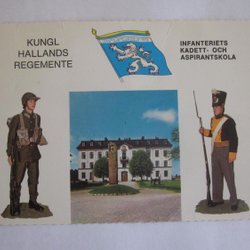 KUNGL
HALLANDS
REGEMENTE
INFANTERIETS
KADETT- OCH
ASPIRANTSKOLA